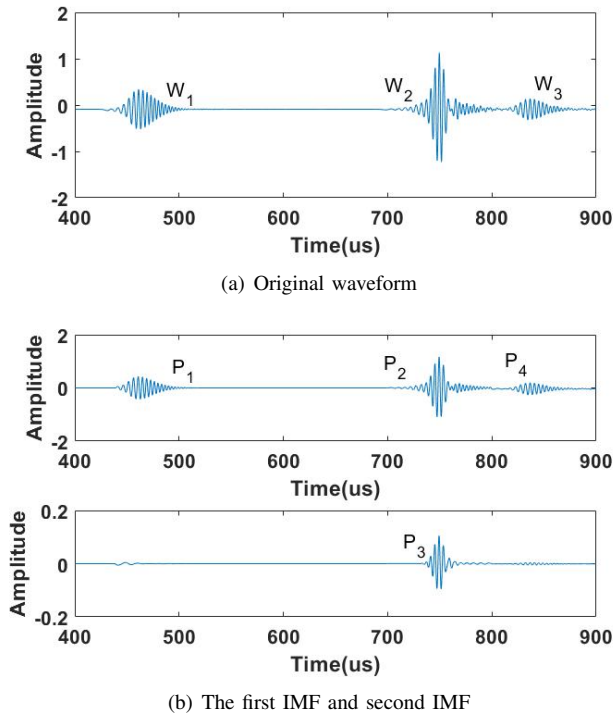 2
1
0
-1
-2
Amplitude
W1
W2
W3
400 500 600 700 800 900
Time(us)
(a) Original waveform
2
0
-2
Amplitude
P1
P2
P4
400 500 600 700 800 900
Time(us)
0.2
0
-0.2
Amplitude
P3
400 500 600 700 800 900
Time(us)
(b) The first IMF and second IMF